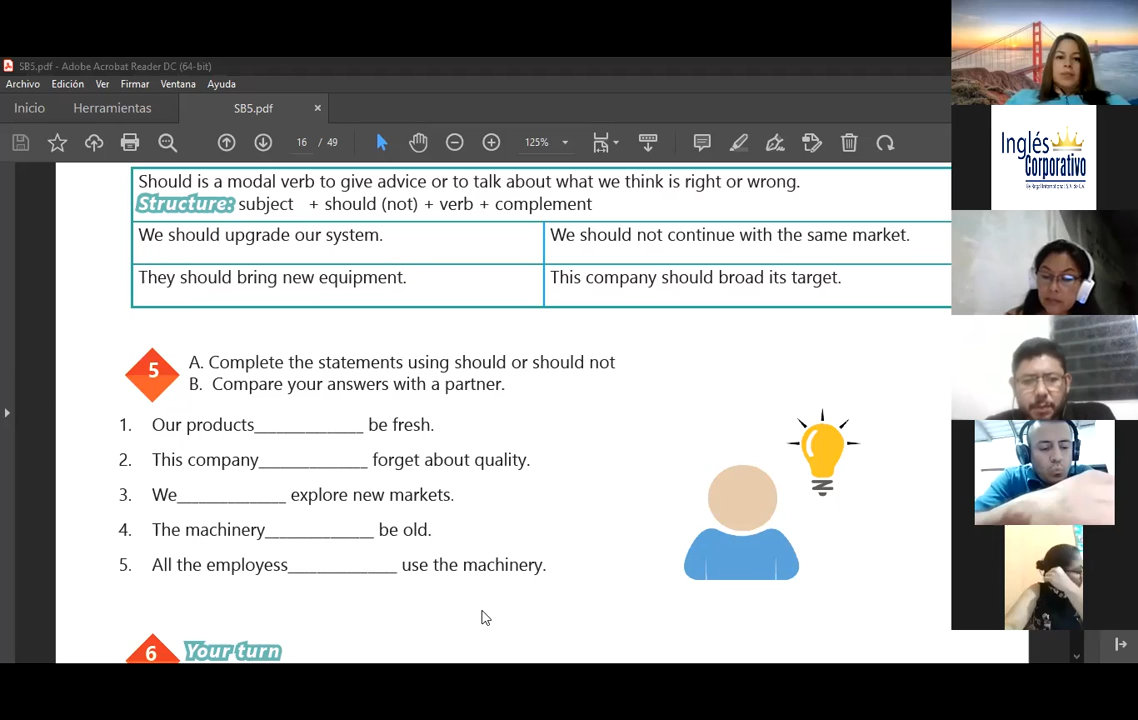 SB5.pdf - Adobe Acrobat Reader DC (64-bit)
Archivo Edición Ver Firmar Ventana Ayuda
Inicio Herramientas SB5.pdf ×
16 / 49 125%
Should is a modal verb to give advice or to talk about what we think is right or wrong.
Structure: subject + should (not) + verb + complement
We should upgrade our system. We should not continue with the same market.
They should bring new equipment. This company should broad its target.
5 A. Complete the statements using should or should not
B. Compare your answers with a partner.
1. Our products____________ be fresh.
2. This company____________ forget about quality.
3. We____________ explore new markets.
4. The machinery____________ be old.
5. All the employess____________ use the machinery.
6 Your turn
Inglés
Corporativo